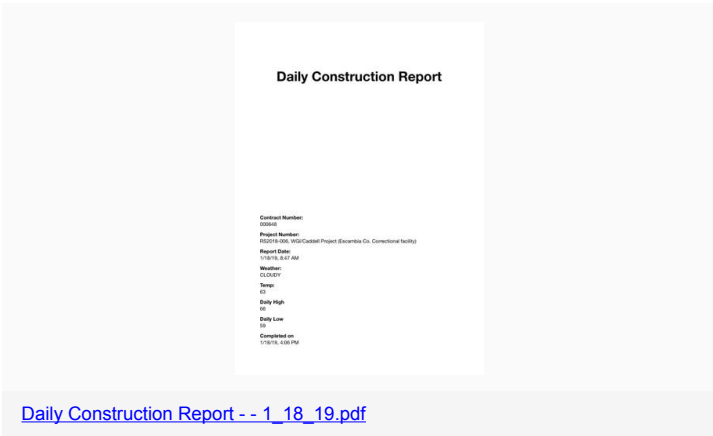 Daily Construction Report
Contract Number:
000648
Project Number:
RS2018-006, WGI/Caddell Project (Escambia Co. Correctional facility)
Report Date:
1/18/19, 8:47 AM
Weather:
CLOUDY
Temp:
63
Daily High
66
Daily Low
59
Completed on
1/18/19, 4:06 PM
Daily Construction Report - - 1_18_19.pdf